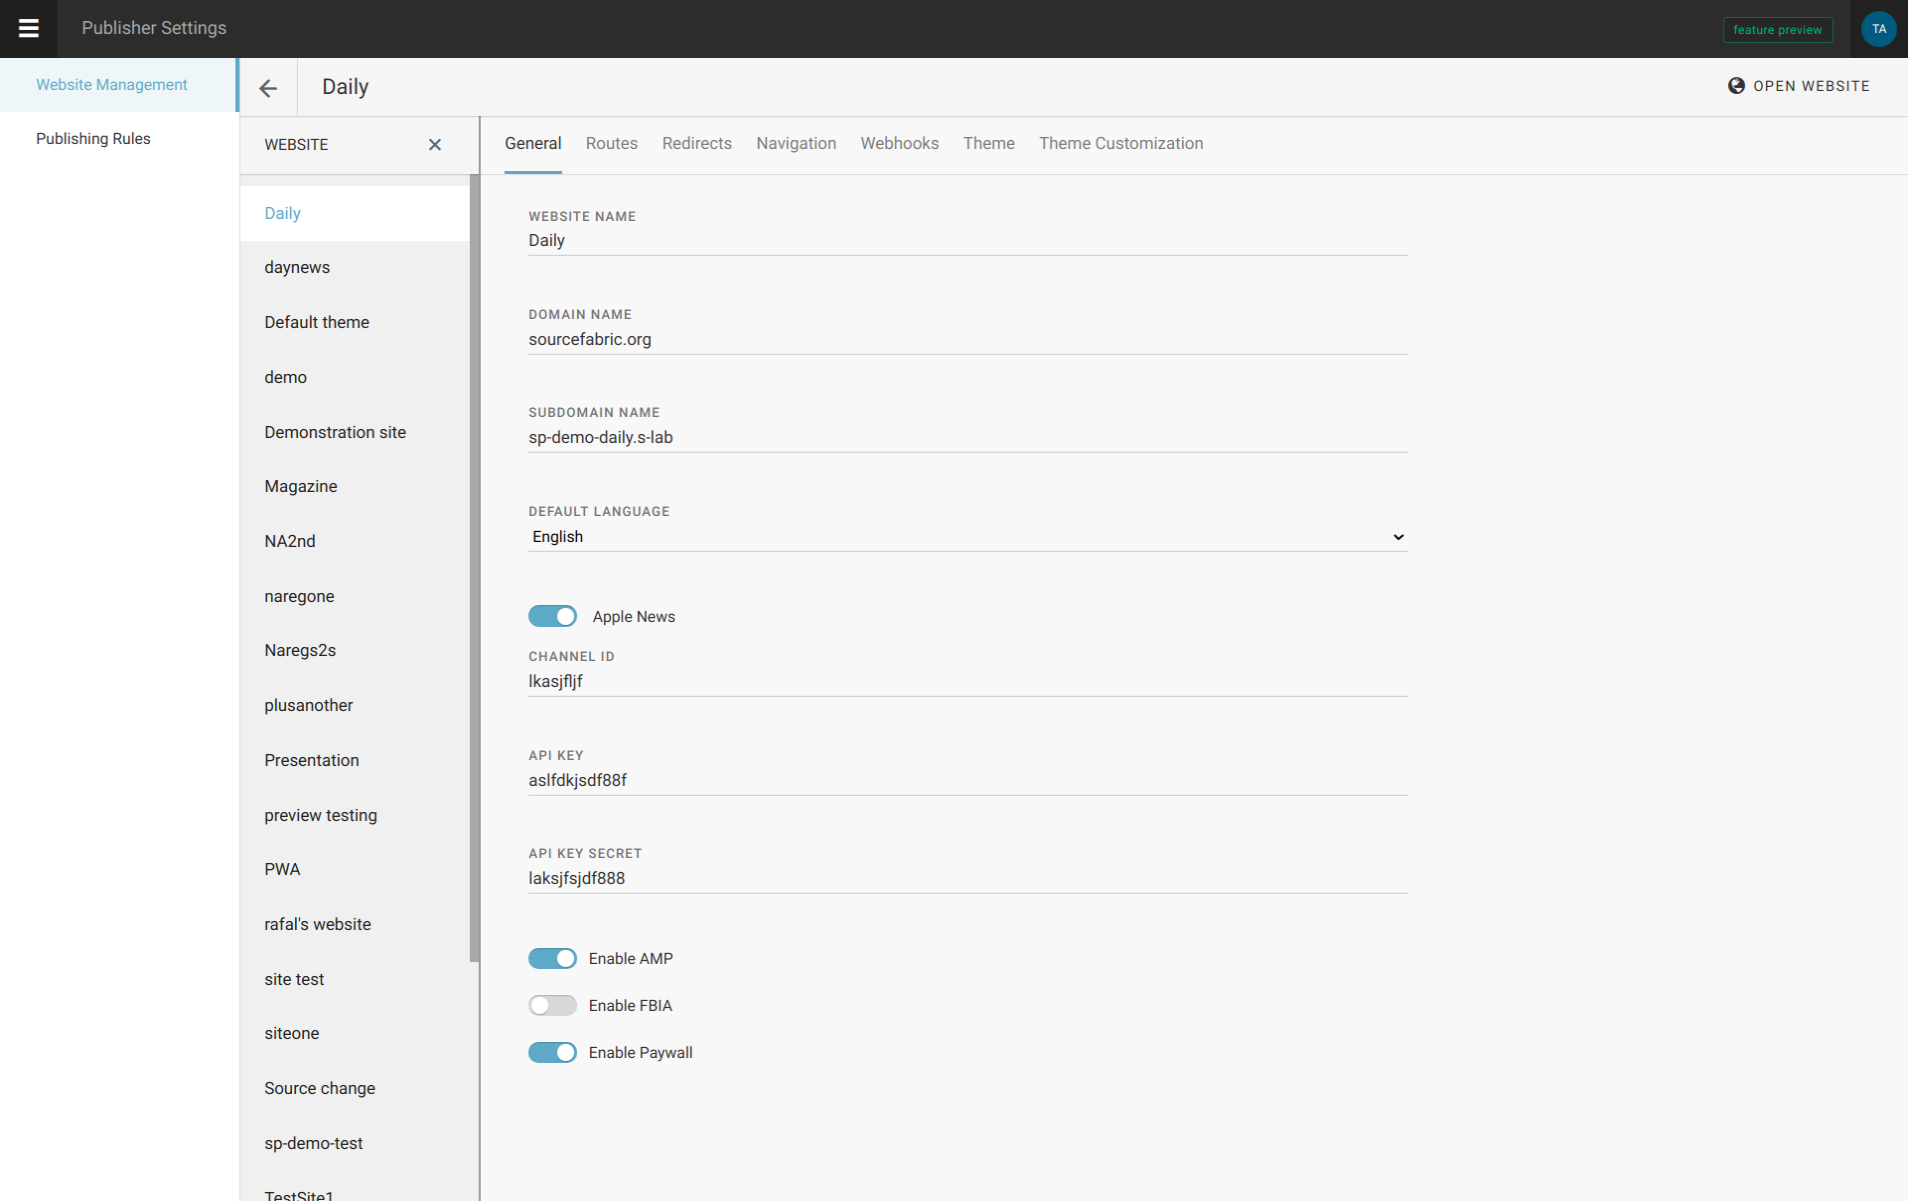 Publisher Settings
feature preview
TA
Website Management
Publishing Rules
Daily
OPEN WEBSITE
WEBSITE
Daily
daynews
Default theme
demo
Demonstration site
Magazine
NA2nd
naregone
Naregs2s
plusanother
Presentation
preview testing
PWA
rafal's website
site test
siteone
Source change
sp-demo-test
TestSite1
General Routes Redirects Navigation Webhooks Theme Theme Customization
WEBSITE NAME
Daily
DOMAIN NAME
sourcefabric.org
SUBDOMAIN NAME
sp-demo-daily.s-lab
DEFAULT LANGUAGE
English
Apple News
CHANNEL ID
lkasjfljf
API KEY
aslfdkjsdf88f
API KEY SECRET
laksjfsjdf888
Enable AMP
Enable FBIA
Enable Paywall